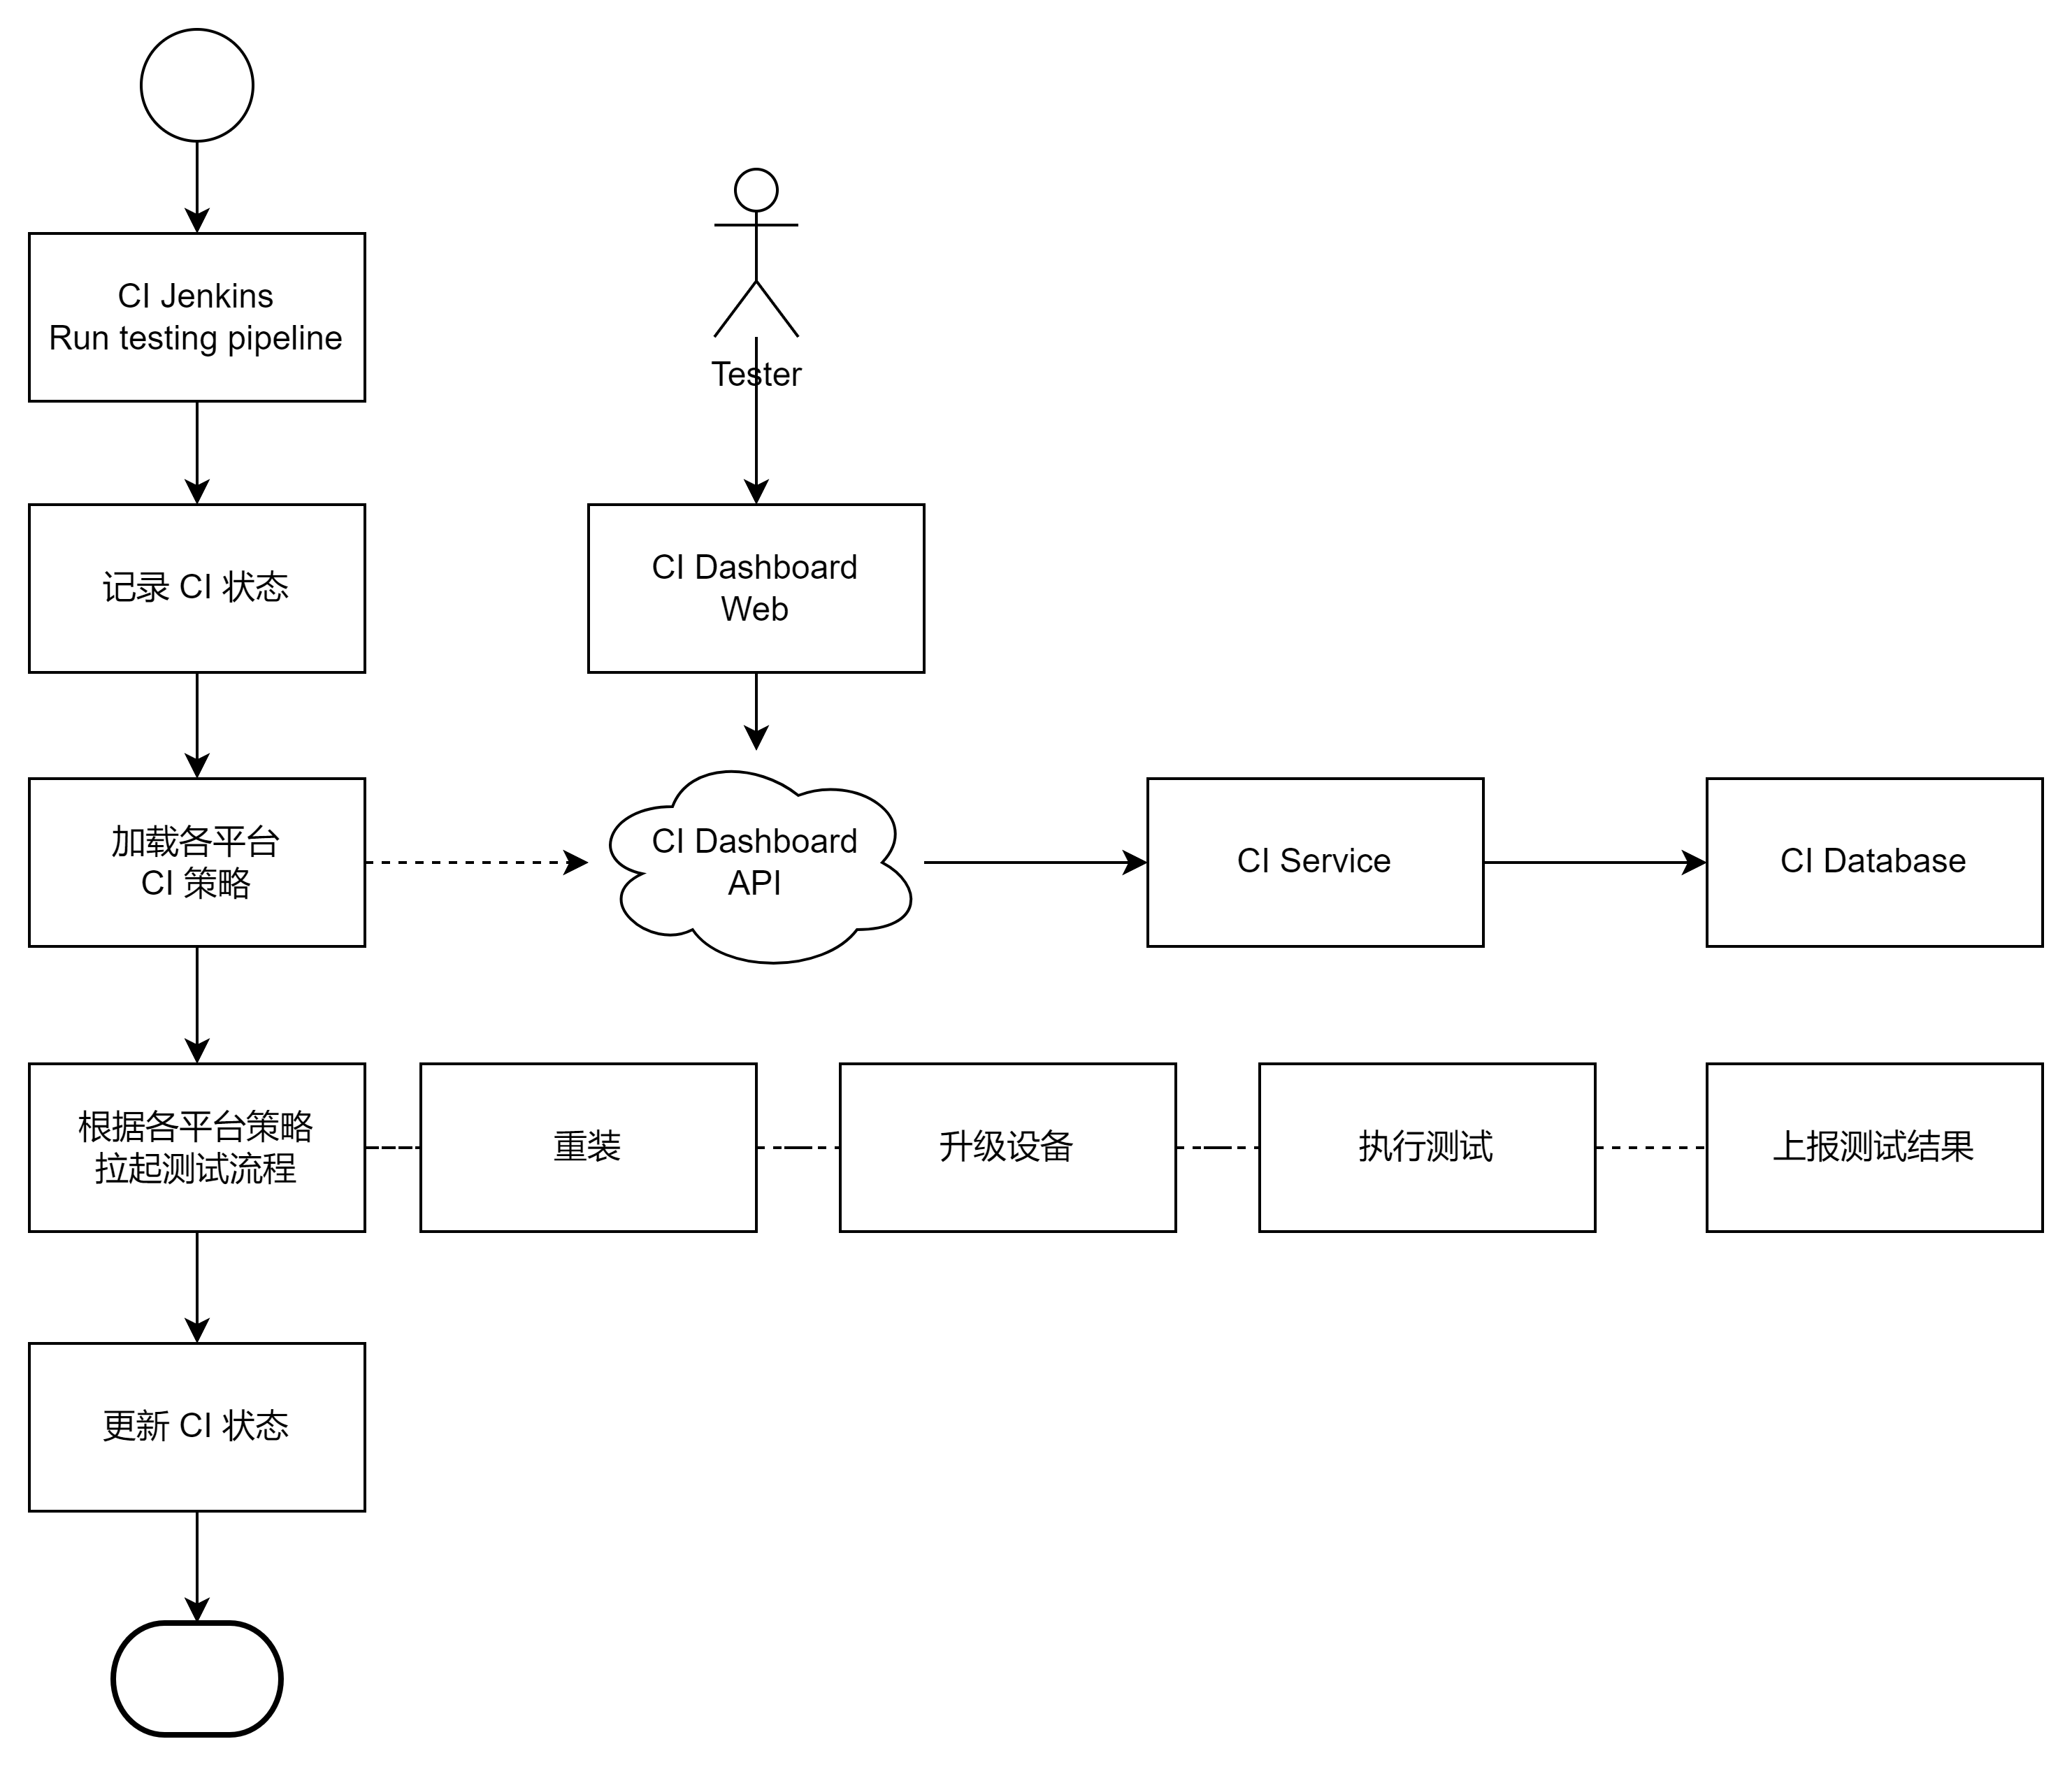 CI Jenkins
Run testing pipeline
Tester
记录 CI 状态
CI Dashboard
Web
加载各平台
CI 策略
CI Dashboard
API
CI Service
CI Database
根据各平台策略
拉起测试流程
重装
升级设备
执行测试
上报测试结果
更新 CI 状态